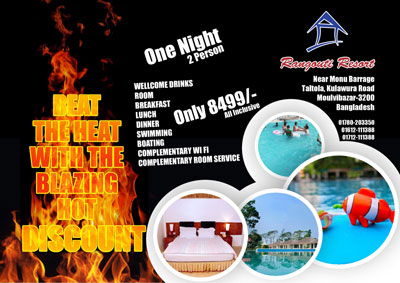 BEAT
THE HEAT
WITH THE
BLAZING
HOT
DISCOUNT
One Night
2 Person
WELLCOME DRINKS
ROOM
BREAKFAST
LUNCH
DINNER
SWIMMING
BOATING
COMPLEMENTARY WI FI
COMPLEMENTARY ROOM SERVICE
Only 8499/-
All Inclusive
Rangouti Resort
Near Monu Barrage
Taltola, Kulawura Road
Moulvibazar-3200
Bangladesh
01780-203350
01612-111388
01712-111388